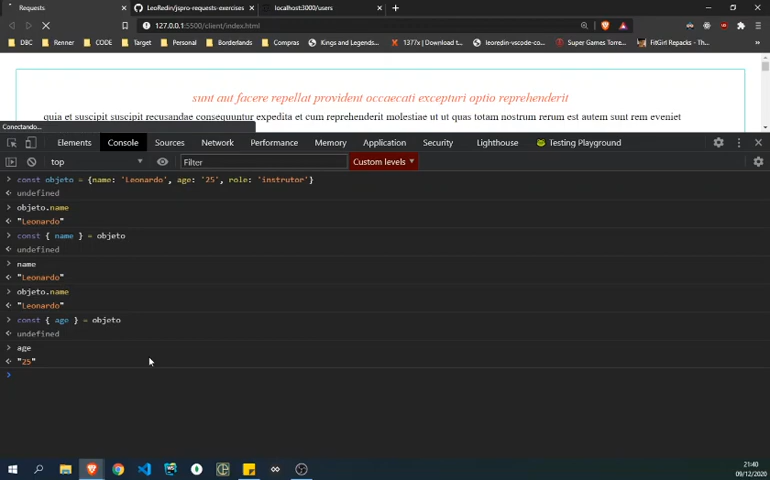 Requests
LeoRedin/jspro-requests-exercises
localhost:3000/users
127.0.0.1:5500/client/index.html
DBC
Renner
CODE
Target
Personal
Borderlands
Compras
Kings and Legends...
1377x | Download t...
leoredin-vscode-co...
Super Games Torre...
FitGirl Repacks - Th...
sunt aut facere repellat provident occaecati excepturi optio reprehenderit
quia et suscipit suscipit recusandae consequuntur expedita et cum reprehenderit molestiae ut ut quas totam nostrum rerum est autem sunt rem eveniet
Conectando...
Elements Console Sources Network Performance Memory Application Security Lighthouse Testing Playground
top Filter Custom levels
> const objeto = {name: 'Leonardo', age: '25', role: 'instrutor'}
undefined
> objeto.name
"Leonardo"
> const { name } = objeto
undefined
> name
"Leonardo"
> objeto.name
"Leonardo"
> const { age } = objeto
undefined
> age
"25"
>
21:40
09/12/2020